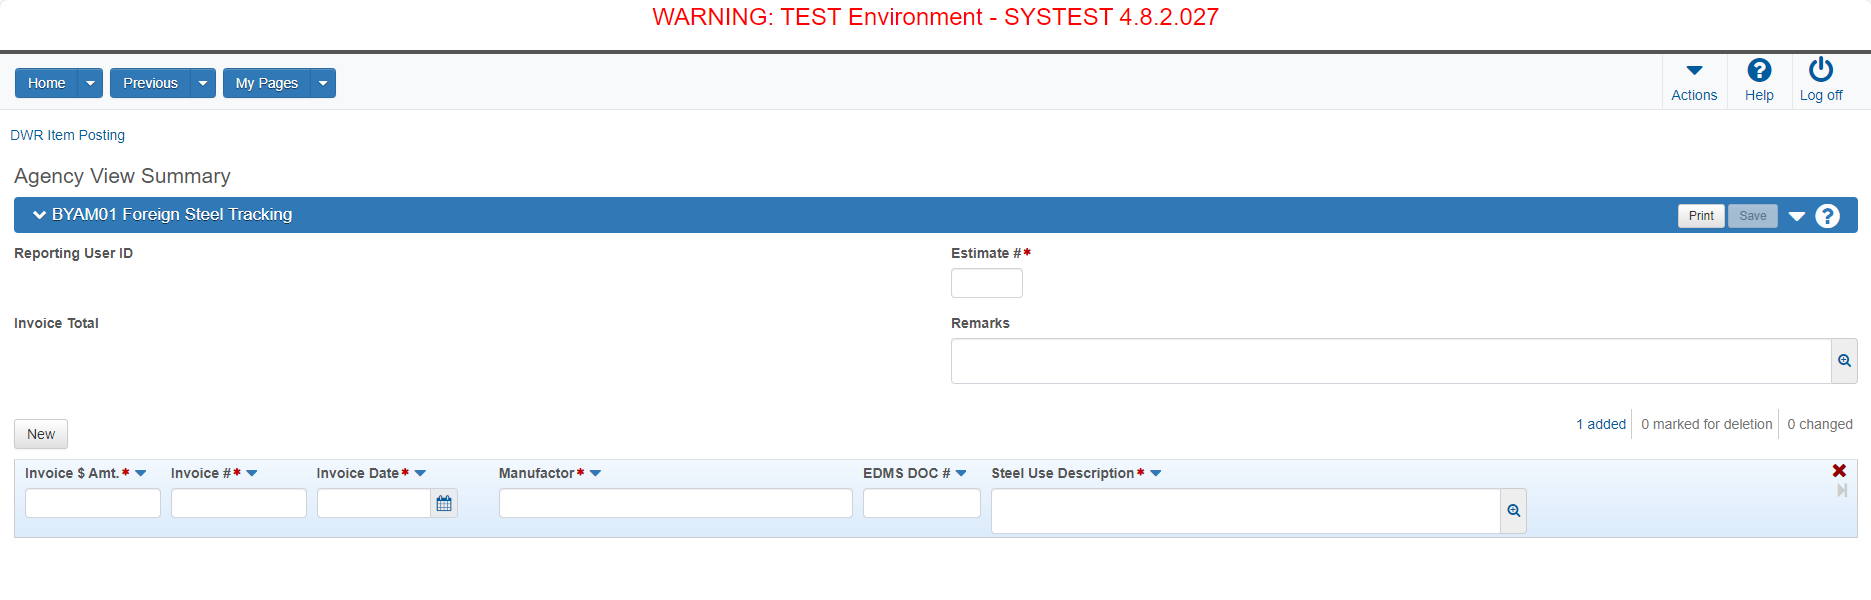 WARNING: TEST Environment - SYSTEST 4.8.2.027
Home Previous My Pages Actions Help Log off
DWR Item Posting
Agency View Summary
BYAM01 Foreign Steel Tracking Print Save ?
Reporting User ID Estimate #*
Invoice Total Remarks
New 1 added 0 marked for deletion 0 changed
Invoice $ Amt.* Invoice #* Invoice Date* Manufactor* EDMS DOC # Steel Use Description*